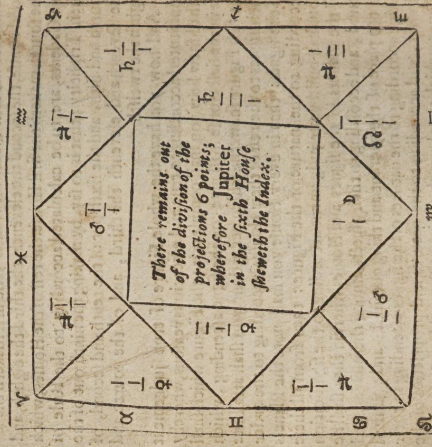 There remains out
of the division of the
projections 6 points;
wherefore Jupiter
in the sixth House
sheweth the Index.